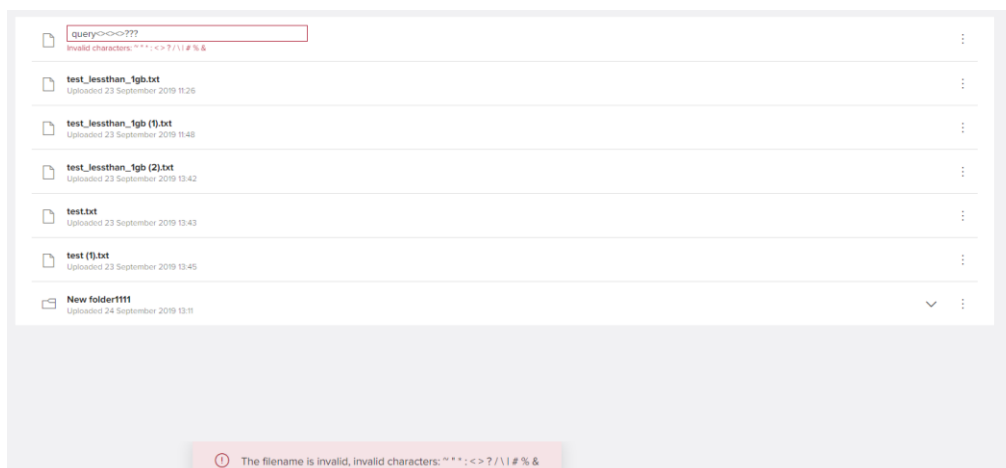 query<><><>???
Invalid characters: ~ " * : < > ? / \ | # % &
test_lessthan_1gb.txt
Uploaded 23 September 2019 11:26
test_lessthan_1gb (1).txt
Uploaded 23 September 2019 11:48
test_lessthan_1gb (2).txt
Uploaded 23 September 2019 13:42
test.txt
Uploaded 23 September 2019 13:43
test (1).txt
Uploaded 23 September 2019 13:45
New folder1111
Uploaded 24 September 2019 13:11
The filename is invalid, invalid characters: ~ " * : < > ? / \ | # % &